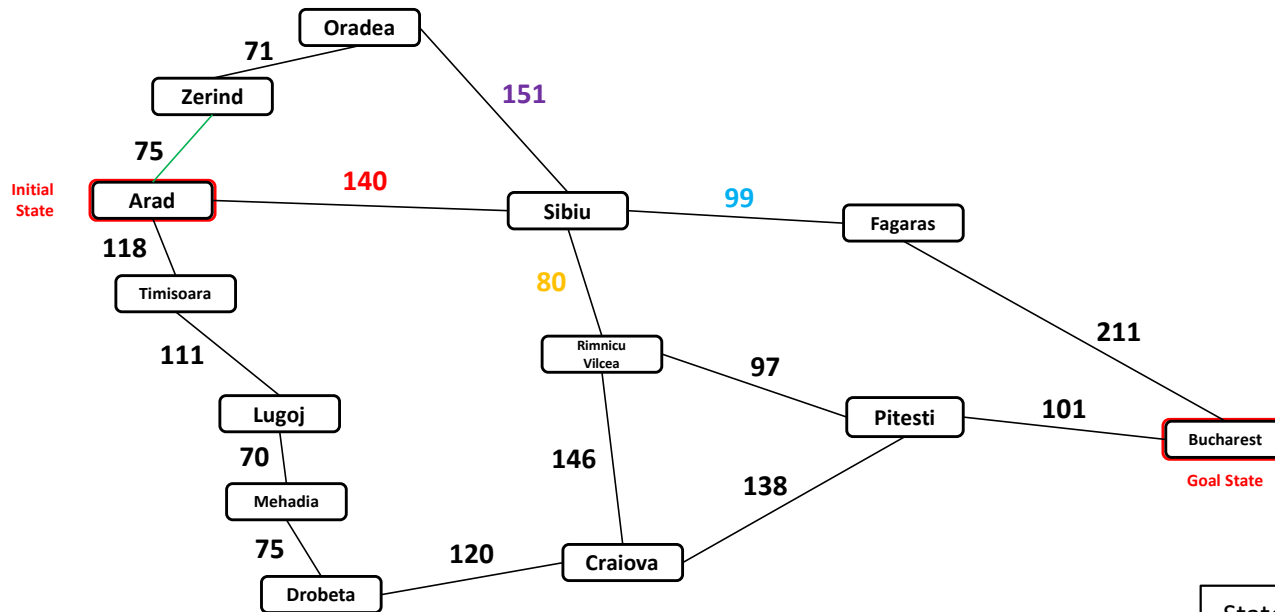 Oradea
71
Zerind
151
75
Initial
State
Arad
140
Sibiu
99
Fagaras
118
Timisoara
80
111
Rimnicu
Vilcea
97
211
Lugoj
Pitesti
101
Bucharest
Goal State
70
146
138
Mehadia
75
120
Craiova
Drobeta